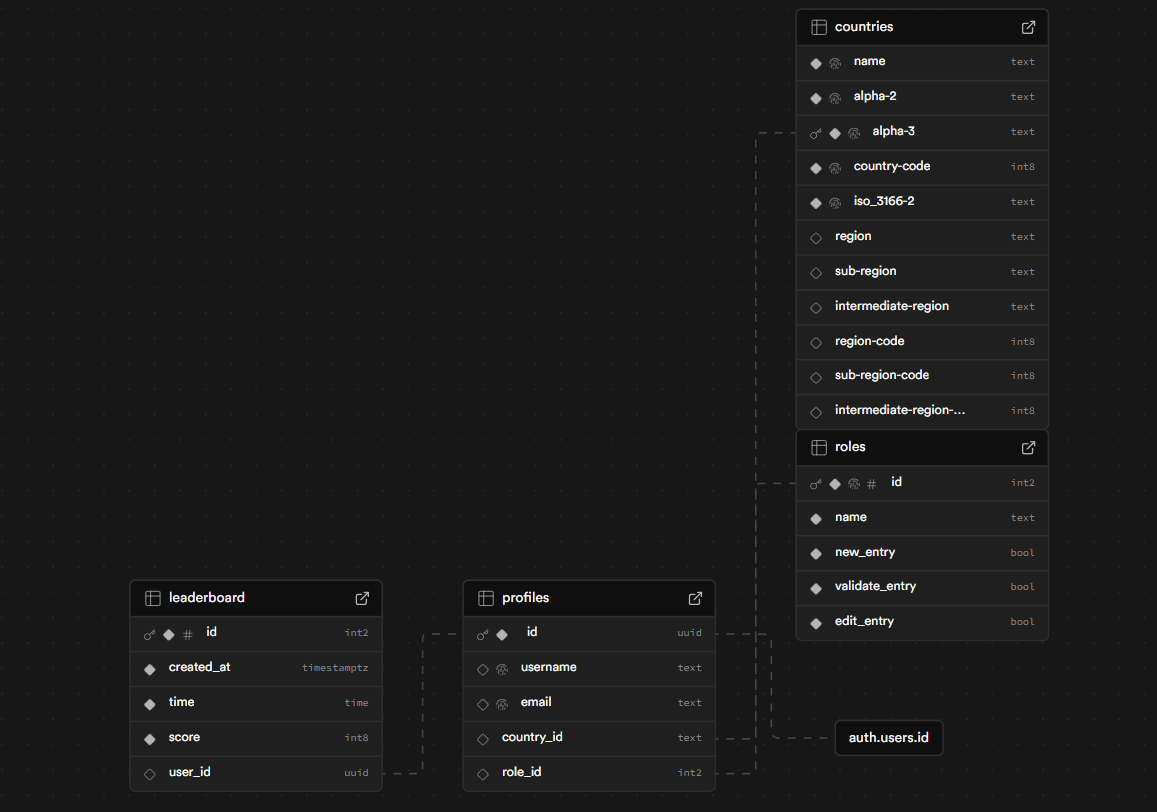 countries
name text
alpha-2 text
alpha-3 text
country-code int8
iso_3166-2 text
region text
sub-region text
intermediate-region text
region-code int8
sub-region-code int8
intermediate-region-... int8
roles
# id int2
name text
new_entry bool
validate_entry bool
edit_entry bool
leaderboard
# id int2
created_at timestamptz
time time
score int8
user_id uuid
profiles
id uuid
username text
email text
country_id text
role_id int2
auth.users.id